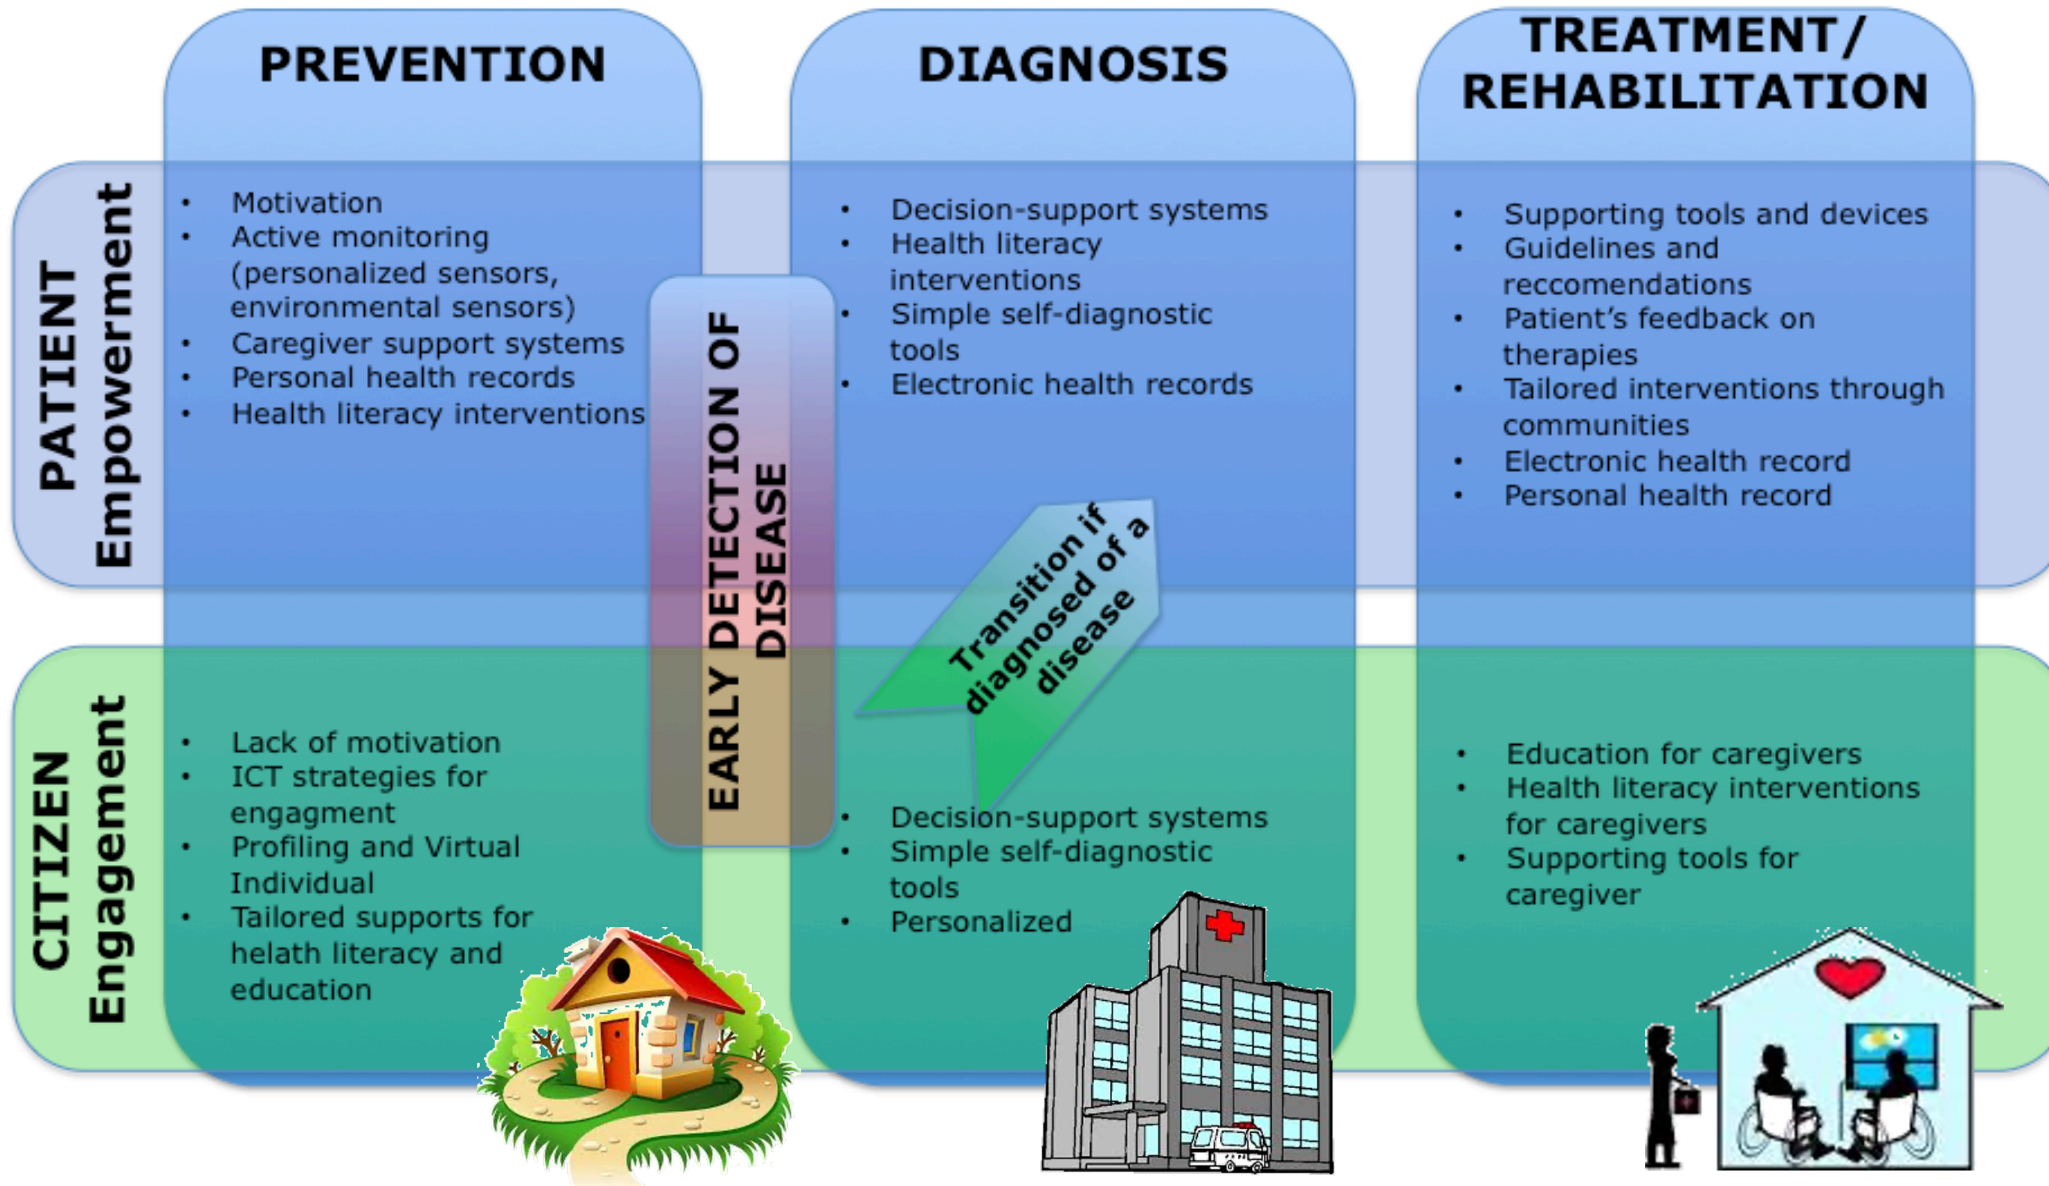 PREVENTION
DIAGNOSIS
TREATMENT/
REHABILITATION
PATIENT
Empowerment
• Motivation
• Active monitoring
(personalized sensors,
environmental sensors)
• Caregiver support systems
• Personal health records
• Health literacy interventions
EARLY DETECTION OF
DISEASE
• Decision-support systems
• Health literacy
interventions
• Simple self-diagnostic
tools
• Electronic health records
• Supporting tools and devices
• Guidelines and
reccomendations
• Patient’s feedback on
therapies
• Tailored interventions through
communities
• Electronic health record
• Personal health record
Transition if
diagnosed of a
disease
CITIZEN
Engagement
• Lack of motivation
• ICT strategies for
engagment
• Profiling and Virtual
Individual
• Tailored supports for
helath literacy and
education
• Decision-support systems
• Simple self-diagnostic
tools
• Personalized
• Education for caregivers
• Health literacy interventions
for caregivers
• Supporting tools for
caregiver